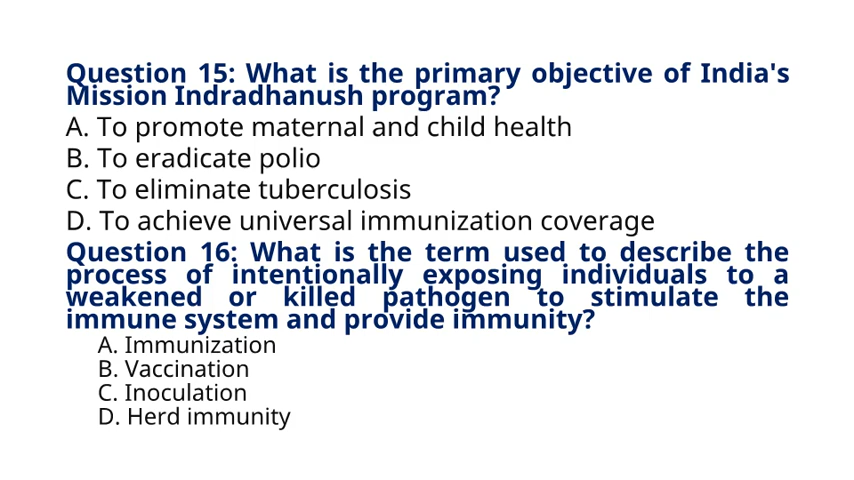 Question 15: What is the primary objective of India's
Mission Indradhanush program?
A. To promote maternal and child health
B. To eradicate polio
C. To eliminate tuberculosis
D. To achieve universal immunization coverage
Question 16: What is the term used to describe the
process of intentionally exposing individuals to a
weakened or killed pathogen to stimulate the
immune system and provide immunity?
A. Immunization
B. Vaccination
C. Inoculation
D. Herd immunity